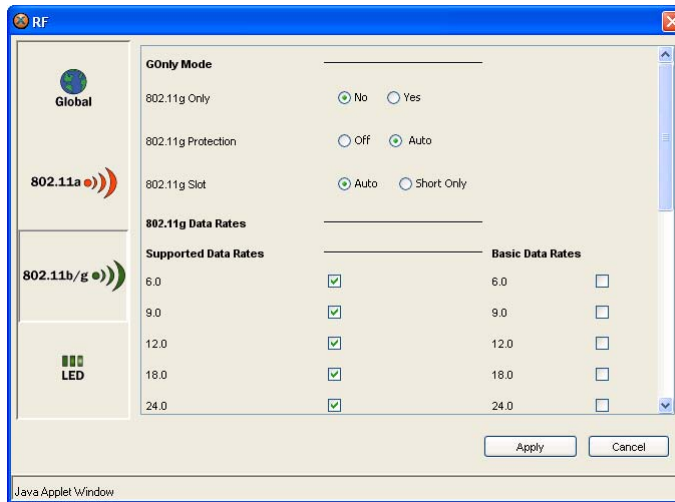 RF
Global
802.11a
802.11b/g
LED
GOnly Mode
802.11g Only No Yes
802.11g Protection Off Auto
802.11g Slot Auto Short Only
802.11g Data Rates
Supported Data Rates Basic Data Rates
6.0 6.0
9.0 9.0
12.0 12.0
18.0 18.0
24.0 24.0
Apply Cancel
Java Applet Window